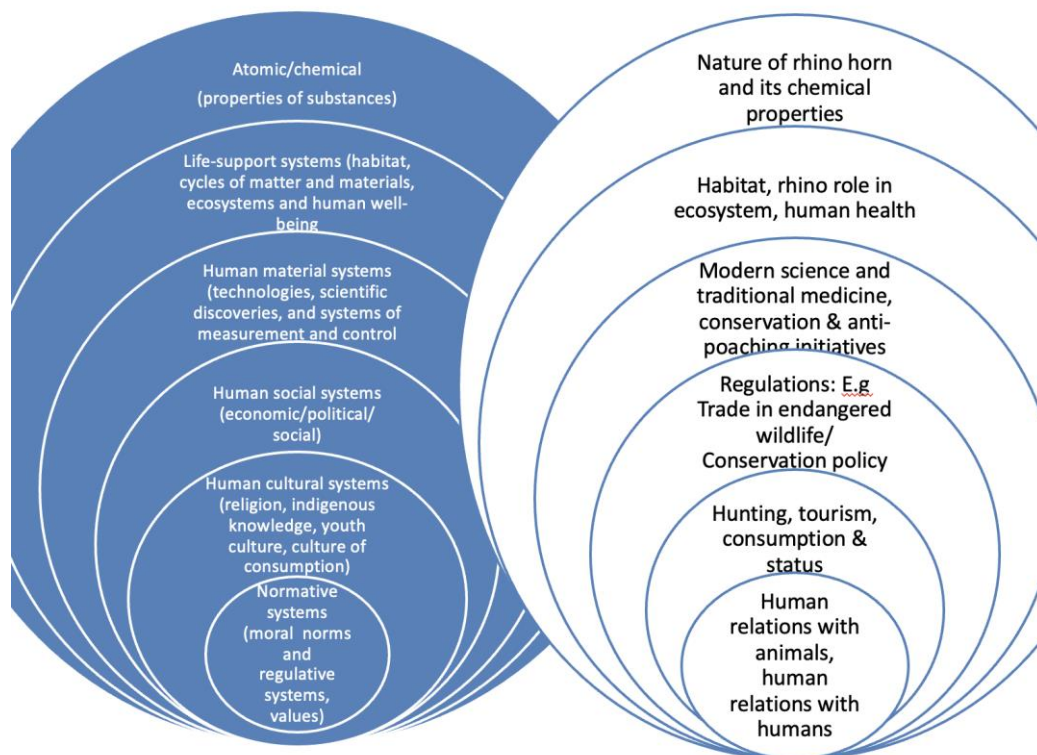 Atomic/chemical
(properties of substances)
Life-support systems (habitat,
cycles of matter and materials,
ecosystems and human well-
being
Human material systems
(technologies, scientific
discoveries, and systems of
measurement and control
Human social systems
(economic/political/
social)
Human cultural systems
(religion, indigenous
knowledge, youth
culture, culture of
consumption)
Normative
systems
(moral norms
and
regulative
systems,
values)
Nature of rhino horn
and its chemical
properties
Habitat, rhino role in
ecosystem, human health
Modern science and
traditional medicine,
conservation & anti-
poaching initiatives
Regulations: E.g
Trade in endangered
wildlife/
Conservation policy
Hunting, tourism,
consumption &
status
Human
relations with
animals,
human
relations with
humans